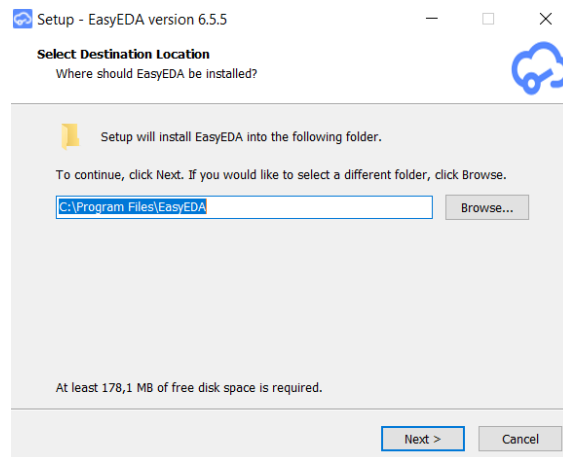 Setup - EasyEDA version 6.5.5
Select Destination Location
Where should EasyEDA be installed?
Setup will install EasyEDA into the following folder.
To continue, click Next. If you would like to select a different folder, click Browse.
C:\Program Files\EasyEDA
Browse...
At least 178,1 MB of free disk space is required.
Next >
Cancel